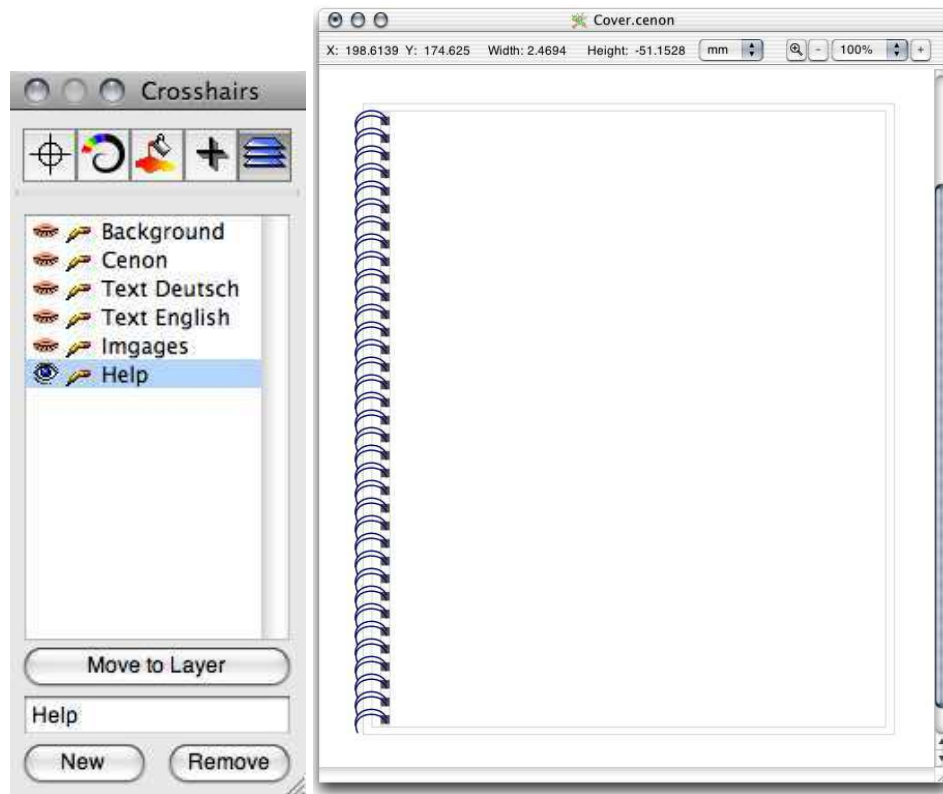 Crosshairs
Background
Cenon
Text Deutsch
Text English
Imgages
Help
Move to Layer
Help
New Remove
Cover.cenon
X: 198.6139 Y: 174.625 Width: 2.4694 Height: -51.1528 mm - 100% +